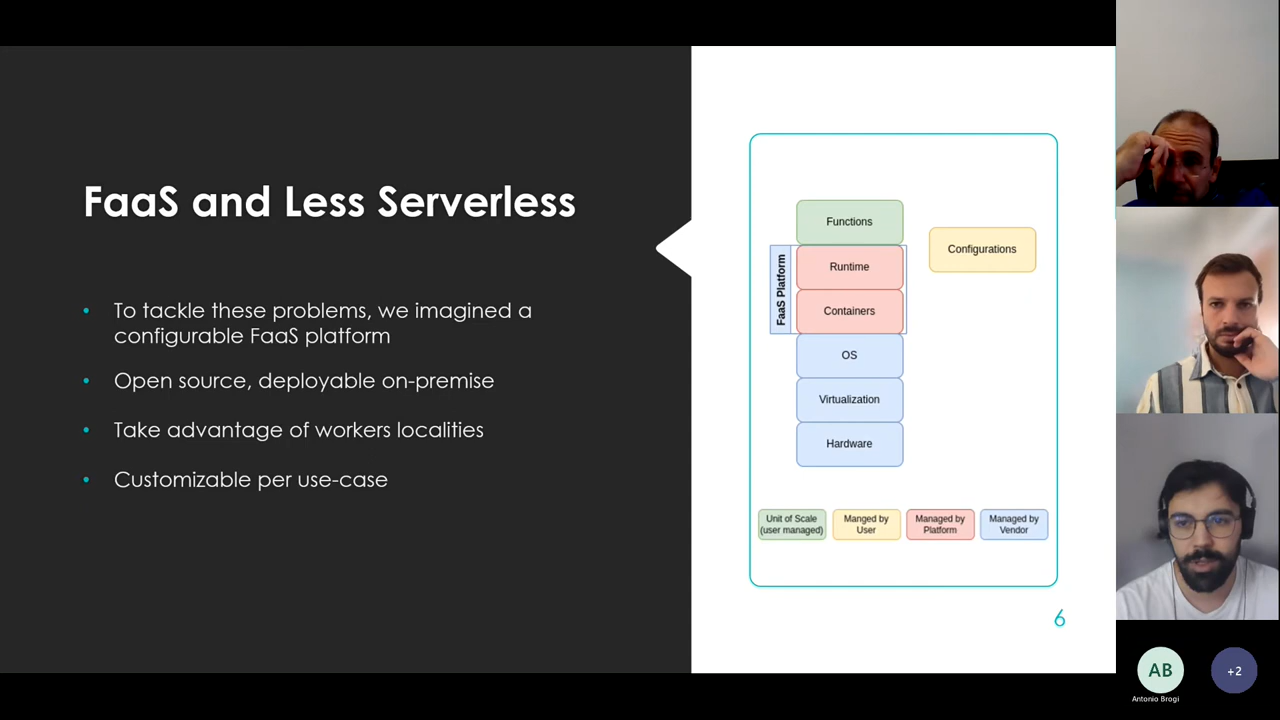 FaaS and Less Serverless
• To tackle these problems, we imagined a
configurable FaaS platform
• Open source, deployable on-premise
• Take advantage of workers localities
• Customizable per use-case
Functions
Configurations
FaaS Platform
Runtime
Containers
OS
Virtualization
Hardware
Unit of Scale
(user managed)
Manged by
User
Managed by
Platform
Managed by
Vendor
6
AB
+2
Antonio Brogi